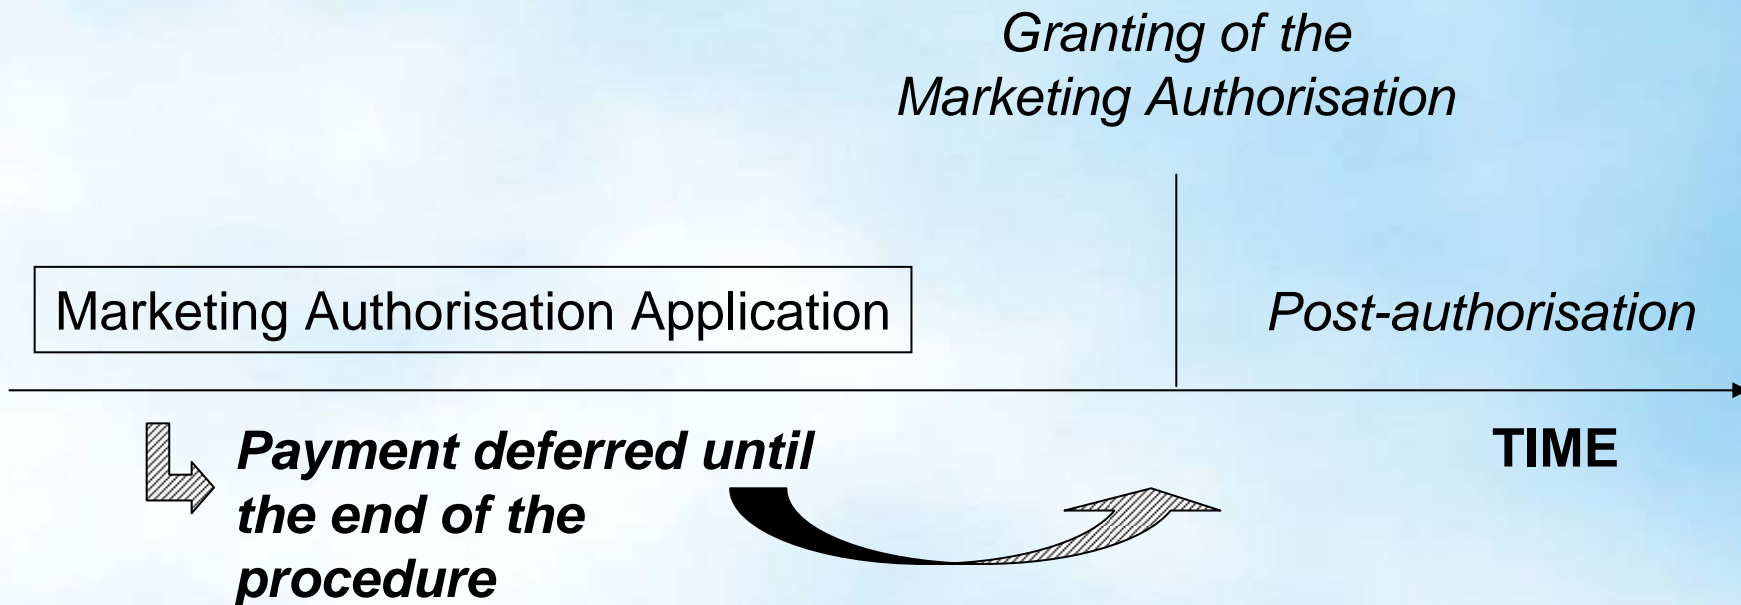 Granting of the
Marketing Authorisation
Marketing Authorisation Application
Post-authorisation
Payment deferred until
the end of the
procedure
TIME